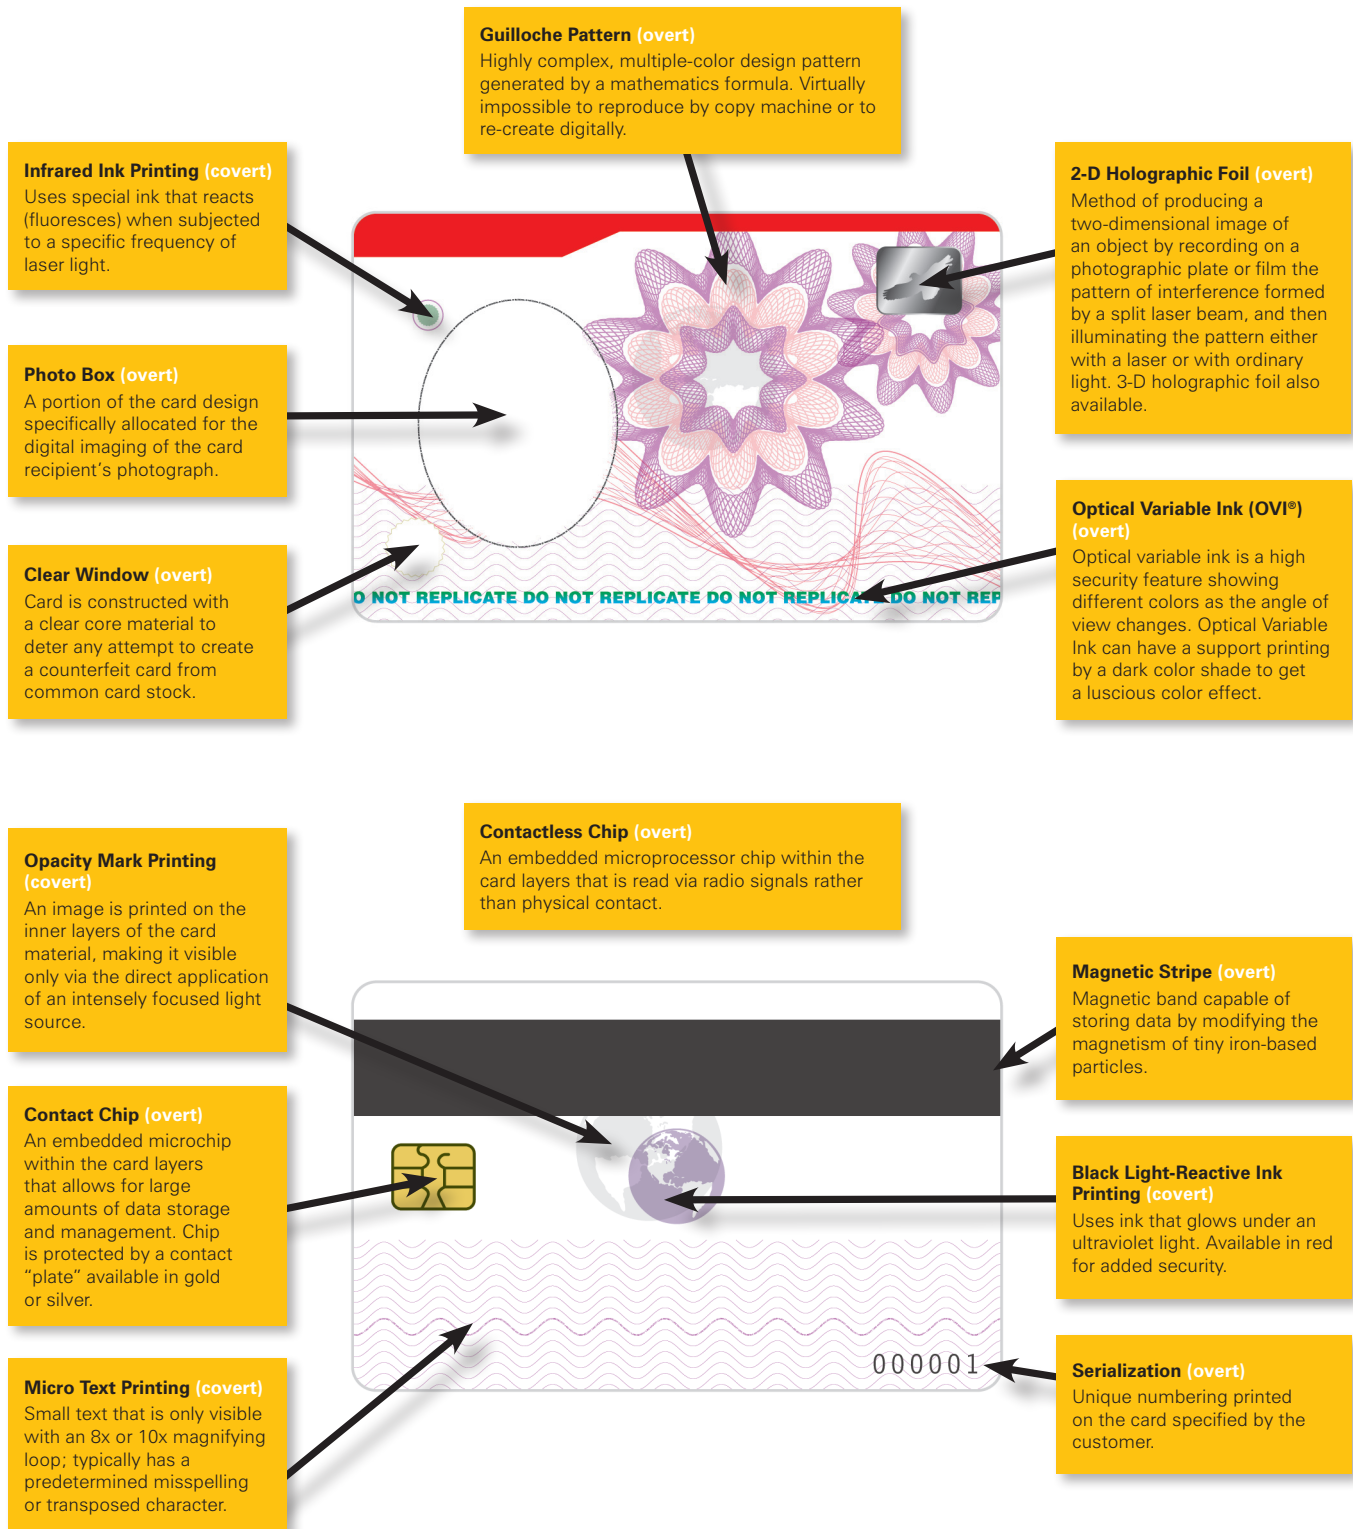 Guilloche Pattern (overt)
Highly complex, multiple-color design pattern
generated by a mathematics formula. Virtually
impossible to reproduce by copy machine or to
re-create digitally.
Infrared Ink Printing (covert)
Uses special ink that reacts
(fluoresces) when subjected
to a specific frequency of
laser light.
2-D Holographic Foil (overt)
Method of producing a
two-dimensional image of
an object by recording on a
photographic plate or film the
pattern of interference formed
by a split laser beam, and then
illuminating the pattern either
with a laser or with ordinary
light. 3-D holographic foil also
available.
Photo Box (overt)
A portion of the card design
specifically allocated for the
digital imaging of the card
recipient's photograph.
Optical Variable Ink (OVI®)
(overt)
Optical variable ink is a high
security feature showing
different colors as the angle of
view changes. Optical Variable
Ink can have a support printing
by a dark color shade to get
a luscious color effect.
Clear Window (overt)
Card is constructed with
a clear core material to
deter any attempt to create
a counterfeit card from
common card stock.
O NOT REPLICATE DO NOT REPLICATE DO NOT REPLICATE DO NOT REP
Contactless Chip (overt)
An embedded microprocessor chip within the
card layers that is read via radio signals rather
than physical contact.
Opacity Mark Printing
(covert)
An image is printed on the
inner layers of the card
material, making it visible
only via the direct application
of an intensely focused light
source.
Magnetic Stripe (overt)
Magnetic band capable of
storing data by modifying the
magnetism of tiny iron-based
particles.
Contact Chip (overt)
An embedded microchip
within the card layers
that allows for large
amounts of data storage
and management. Chip
is protected by a contact
“plate” available in gold
or silver.
Black Light-Reactive Ink
Printing (covert)
Uses ink that glows under an
ultraviolet light. Available in red
for added security.
Micro Text Printing (covert)
Small text that is only visible
with an 8x or 10x magnifying
loop; typically has a
predetermined misspelling
or transposed character.
000001
Serialization (overt)
Unique numbering printed
on the card specified by the
customer.